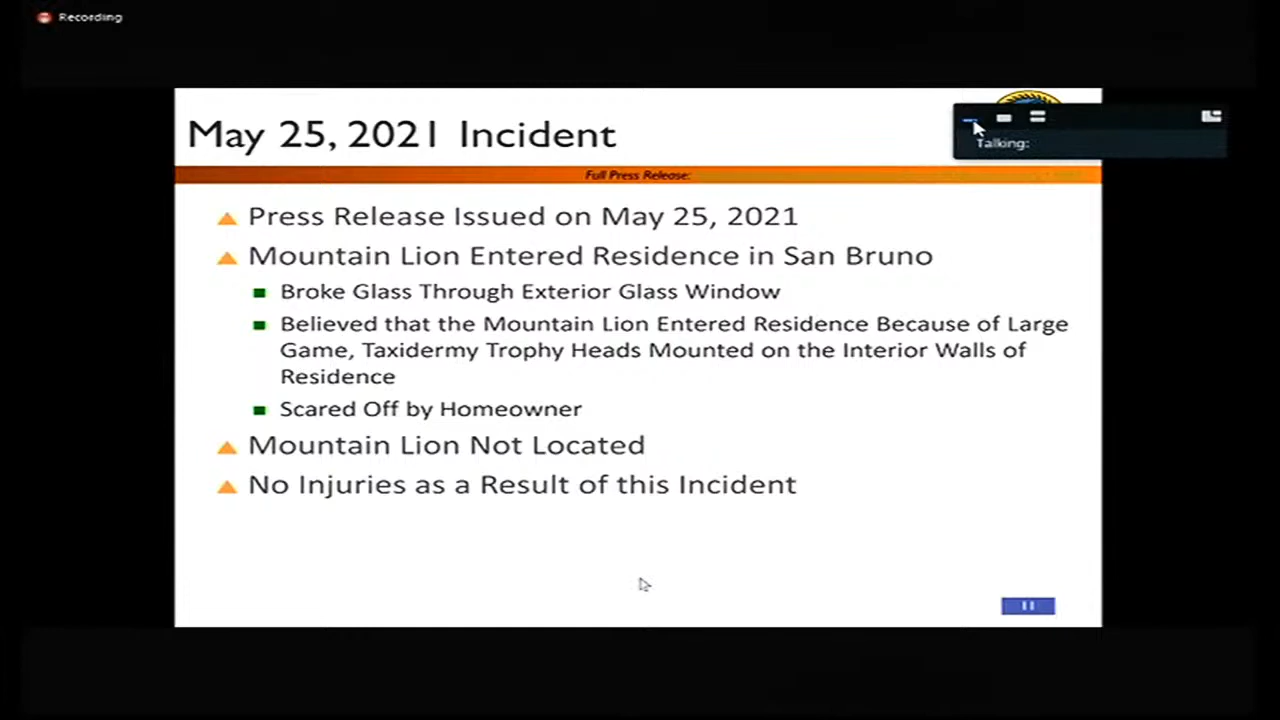 Recording
May 25, 2021 Incident
Talking:
Full Press Release:
Press Release Issued on May 25, 2021
Mountain Lion Entered Residence in San Bruno
Broke Glass Through Exterior Glass Window
Believed that the Mountain Lion Entered Residence Because of Large
Game, Taxidermy Trophy Heads Mounted on the Interior Walls of
Residence
Scared Off by Homeowner
Mountain Lion Not Located
No Injuries as a Result of this Incident
11